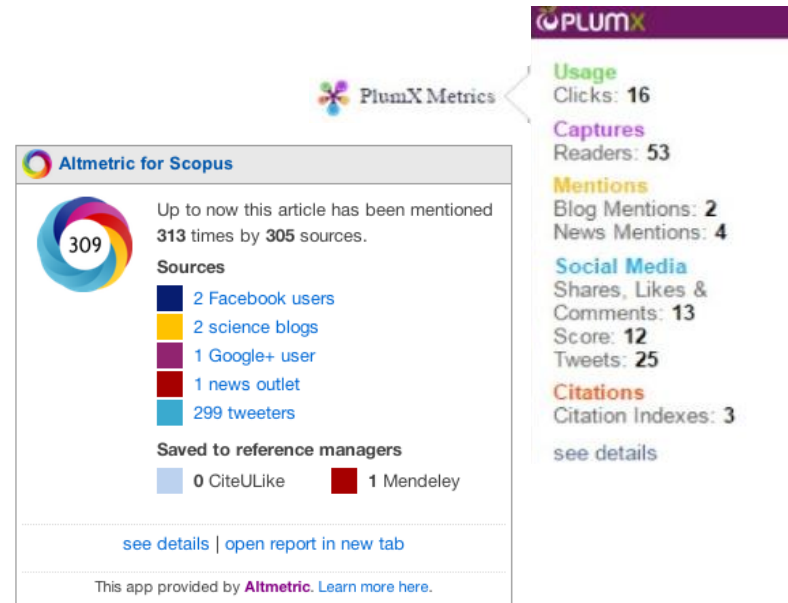 PLUMX
PlumX Metrics
Usage
Clicks: 16
Captures
Readers: 53
Mentions
Blog Mentions: 2
News Mentions: 4
Social Media
Shares, Likes &
Comments: 13
Score: 12
Tweets: 25
Citations
Citation Indexes: 3
see details
Altmetric for Scopus
309
Up to now this article has been mentioned
313 times by 305 sources.
Sources
2 Facebook users
2 science blogs
1 Google+ user
1 news outlet
299 tweeters
Saved to reference managers
0 CiteULike 1 Mendeley
see details | open report in new tab
This app provided by Altmetric. Learn more here.